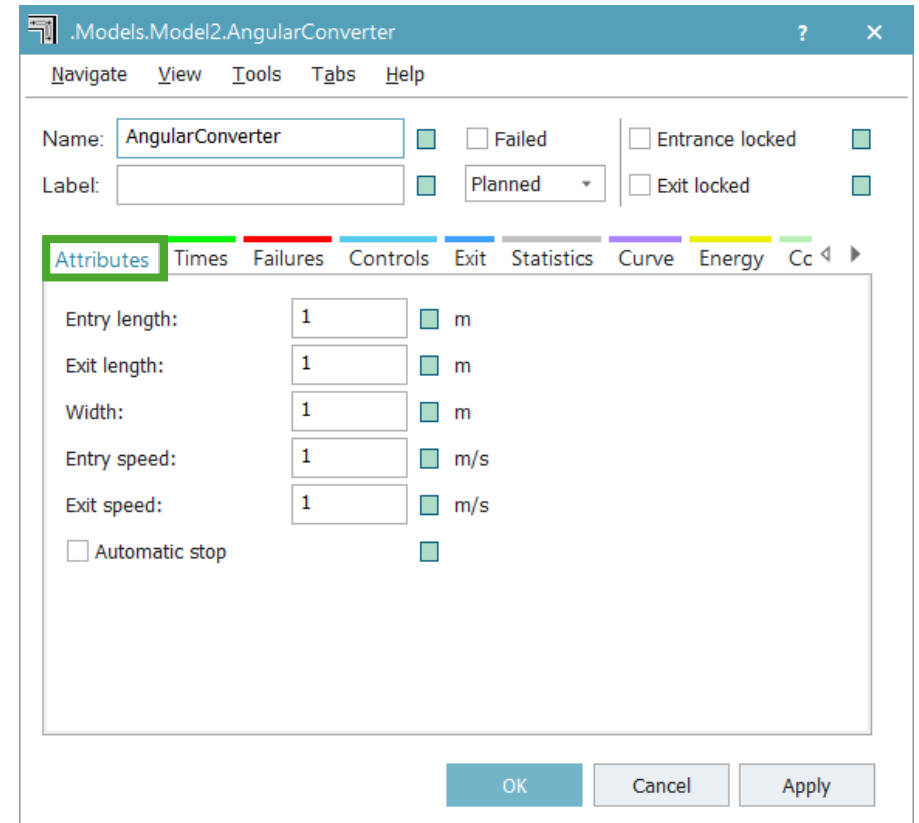 .Models.Model2.AngularConverter ? ×
Navigate View Tools Tabs Help
Name: AngularConverter Failed Entrance locked
Label: Planned Exit locked
Attributes Times Failures Controls Exit Statistics Curve Energy Cc
Entry length: 1 m
Exit length: 1 m
Width: 1 m
Entry speed: 1 m/s
Exit speed: 1 m/s
Automatic stop
OK Cancel Apply